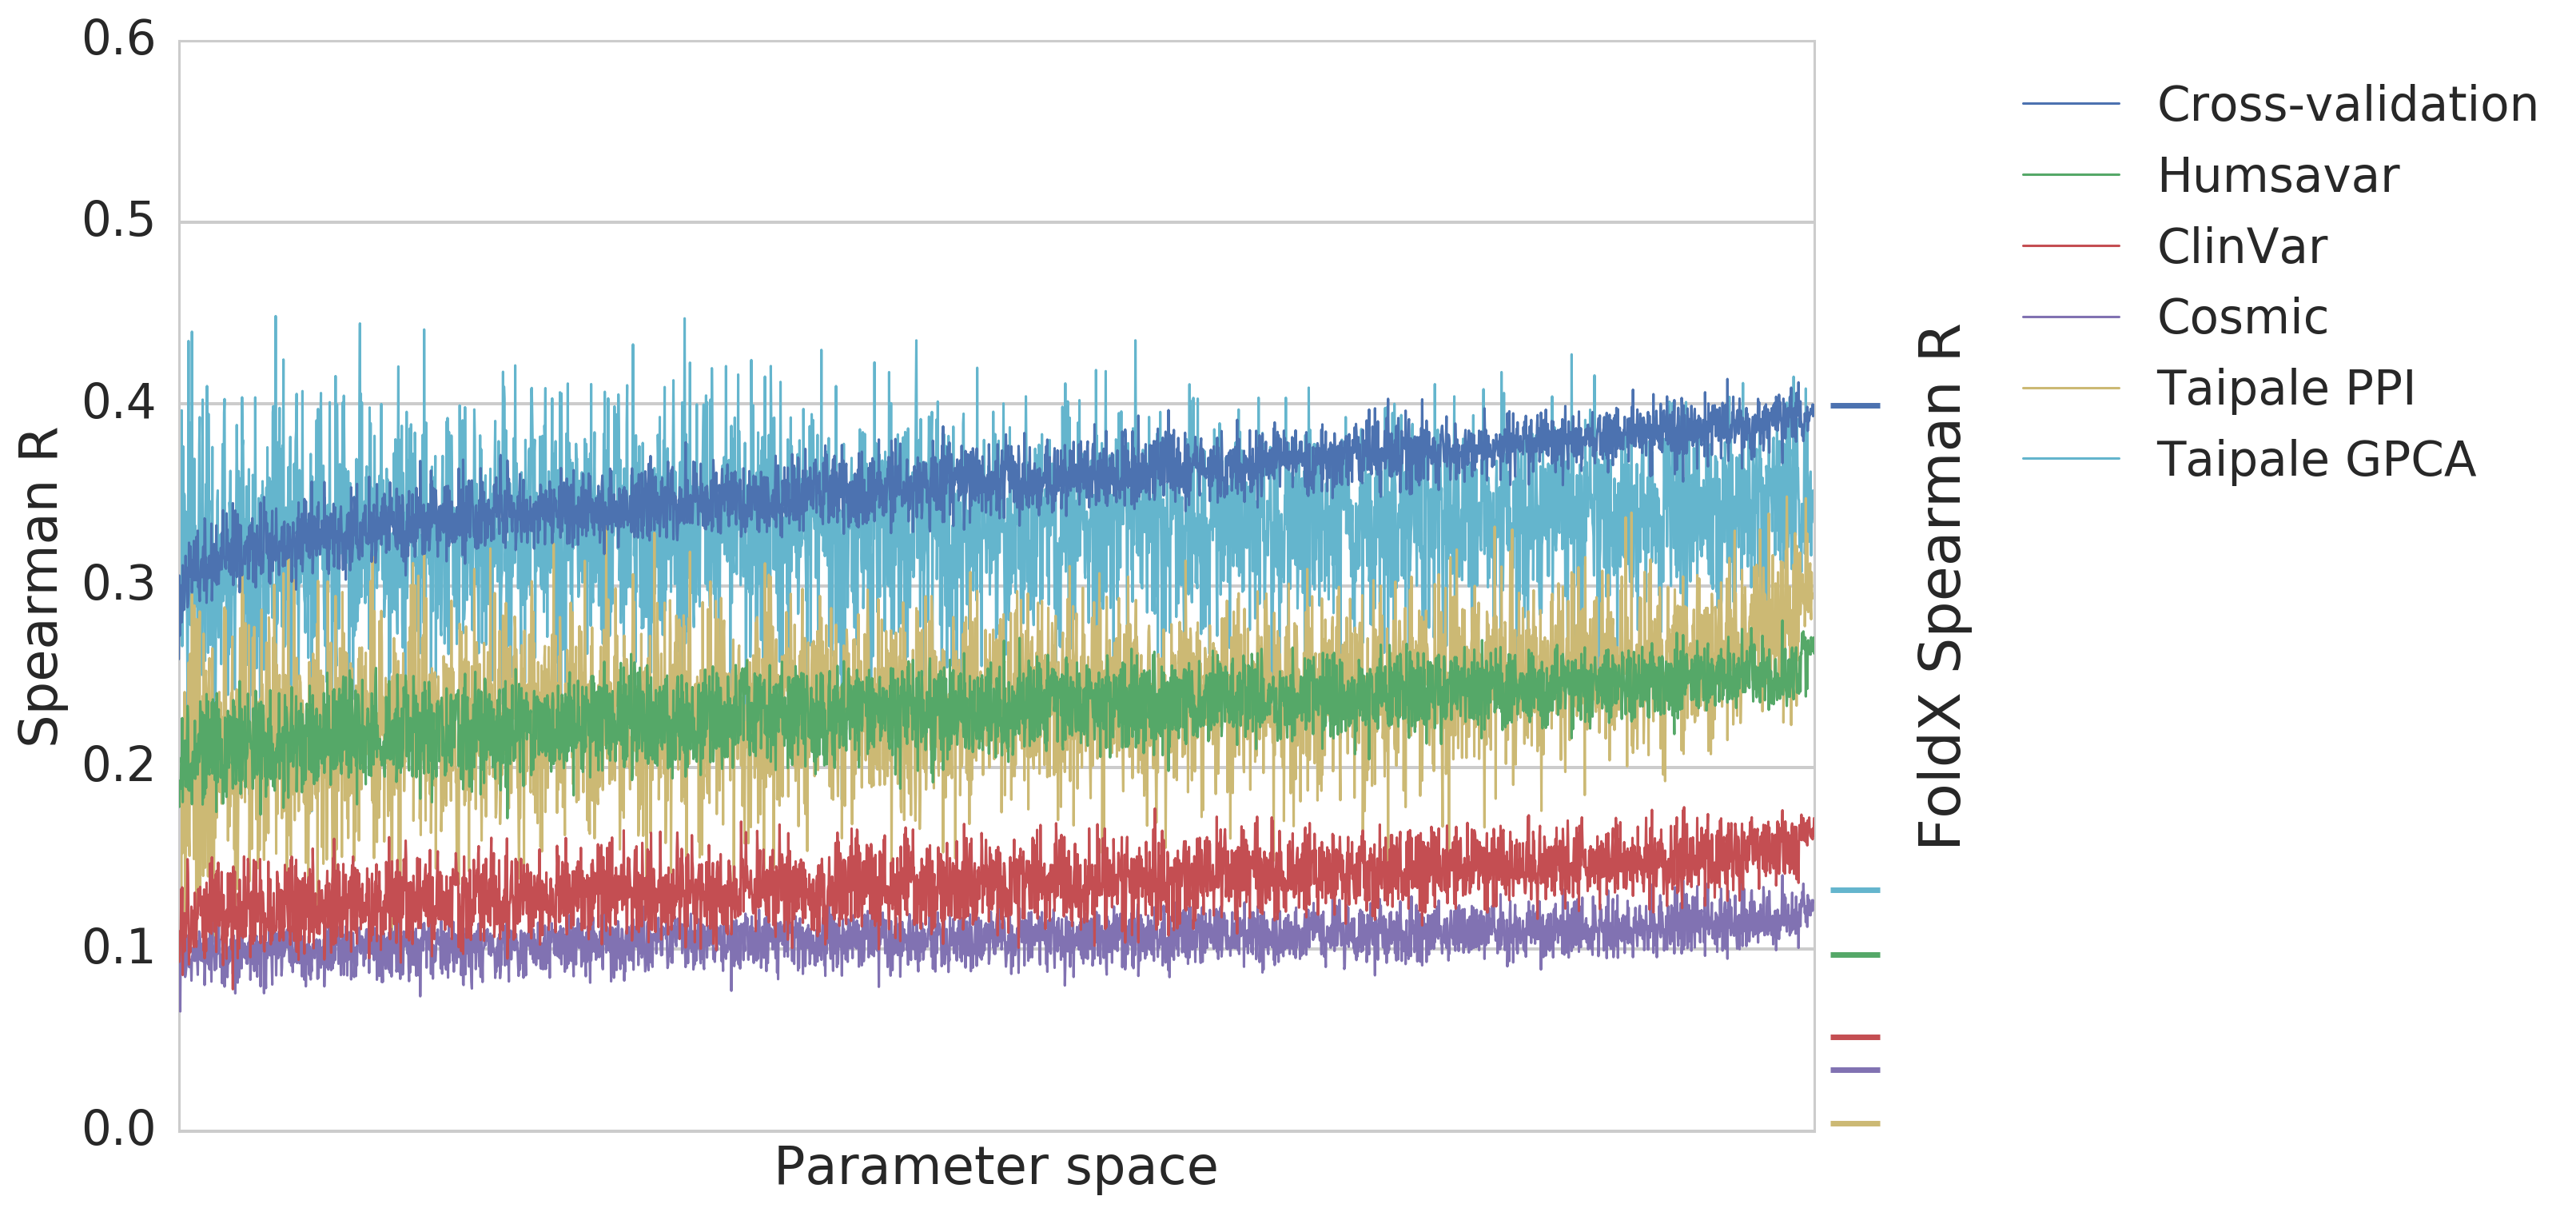 0.6
0.5
0.4
0.3
0.2
0.1
0.0
Spearman R
Parameter space
FoldX Spearman R
Cross-validation
Humsavar
ClinVar
Cosmic
Taipale PPI
Taipale GPCA